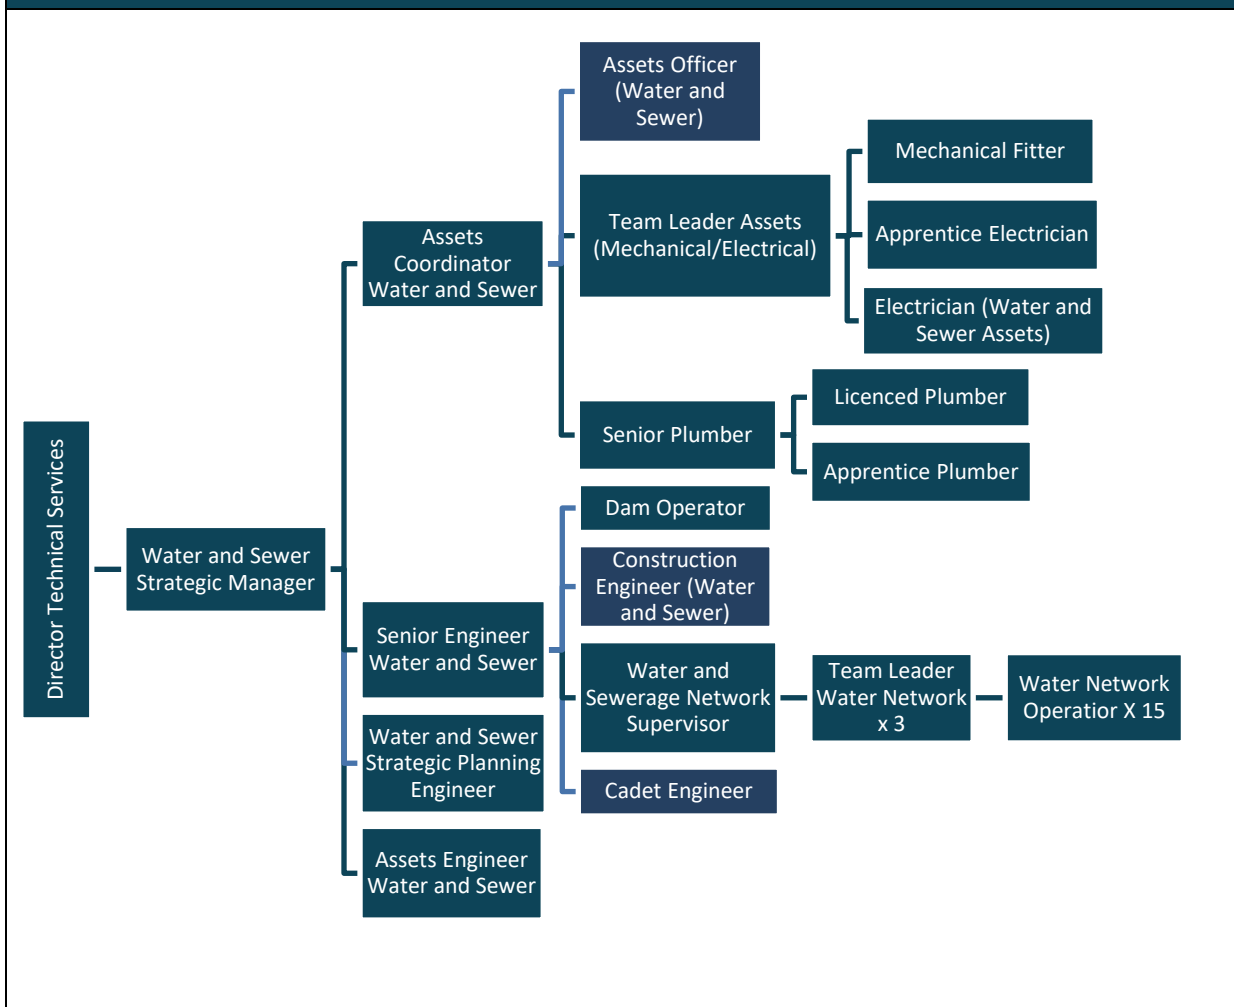 Director Technical Services
Water and Sewer
Strategic Manager
Assets
Coordinator
Water and Sewer
Assets Officer
(Water and
Sewer)
Team Leader Assets
(Mechanical/Electrical)
Mechanical Fitter
Apprentice Electrician
Electrician (Water and
Sewer Assets)
Senior Plumber
Licenced Plumber
Apprentice Plumber
Senior Engineer
Water and Sewer
Dam Operator
Construction
Engineer (Water
and Sewer)
Water and
Sewerage Network
Supervisor
Team Leader
Water Network
x 3
Water Network
Operatior X 15
Cadet Engineer
Water and Sewer
Strategic Planning
Engineer
Assets Engineer
Water and Sewer